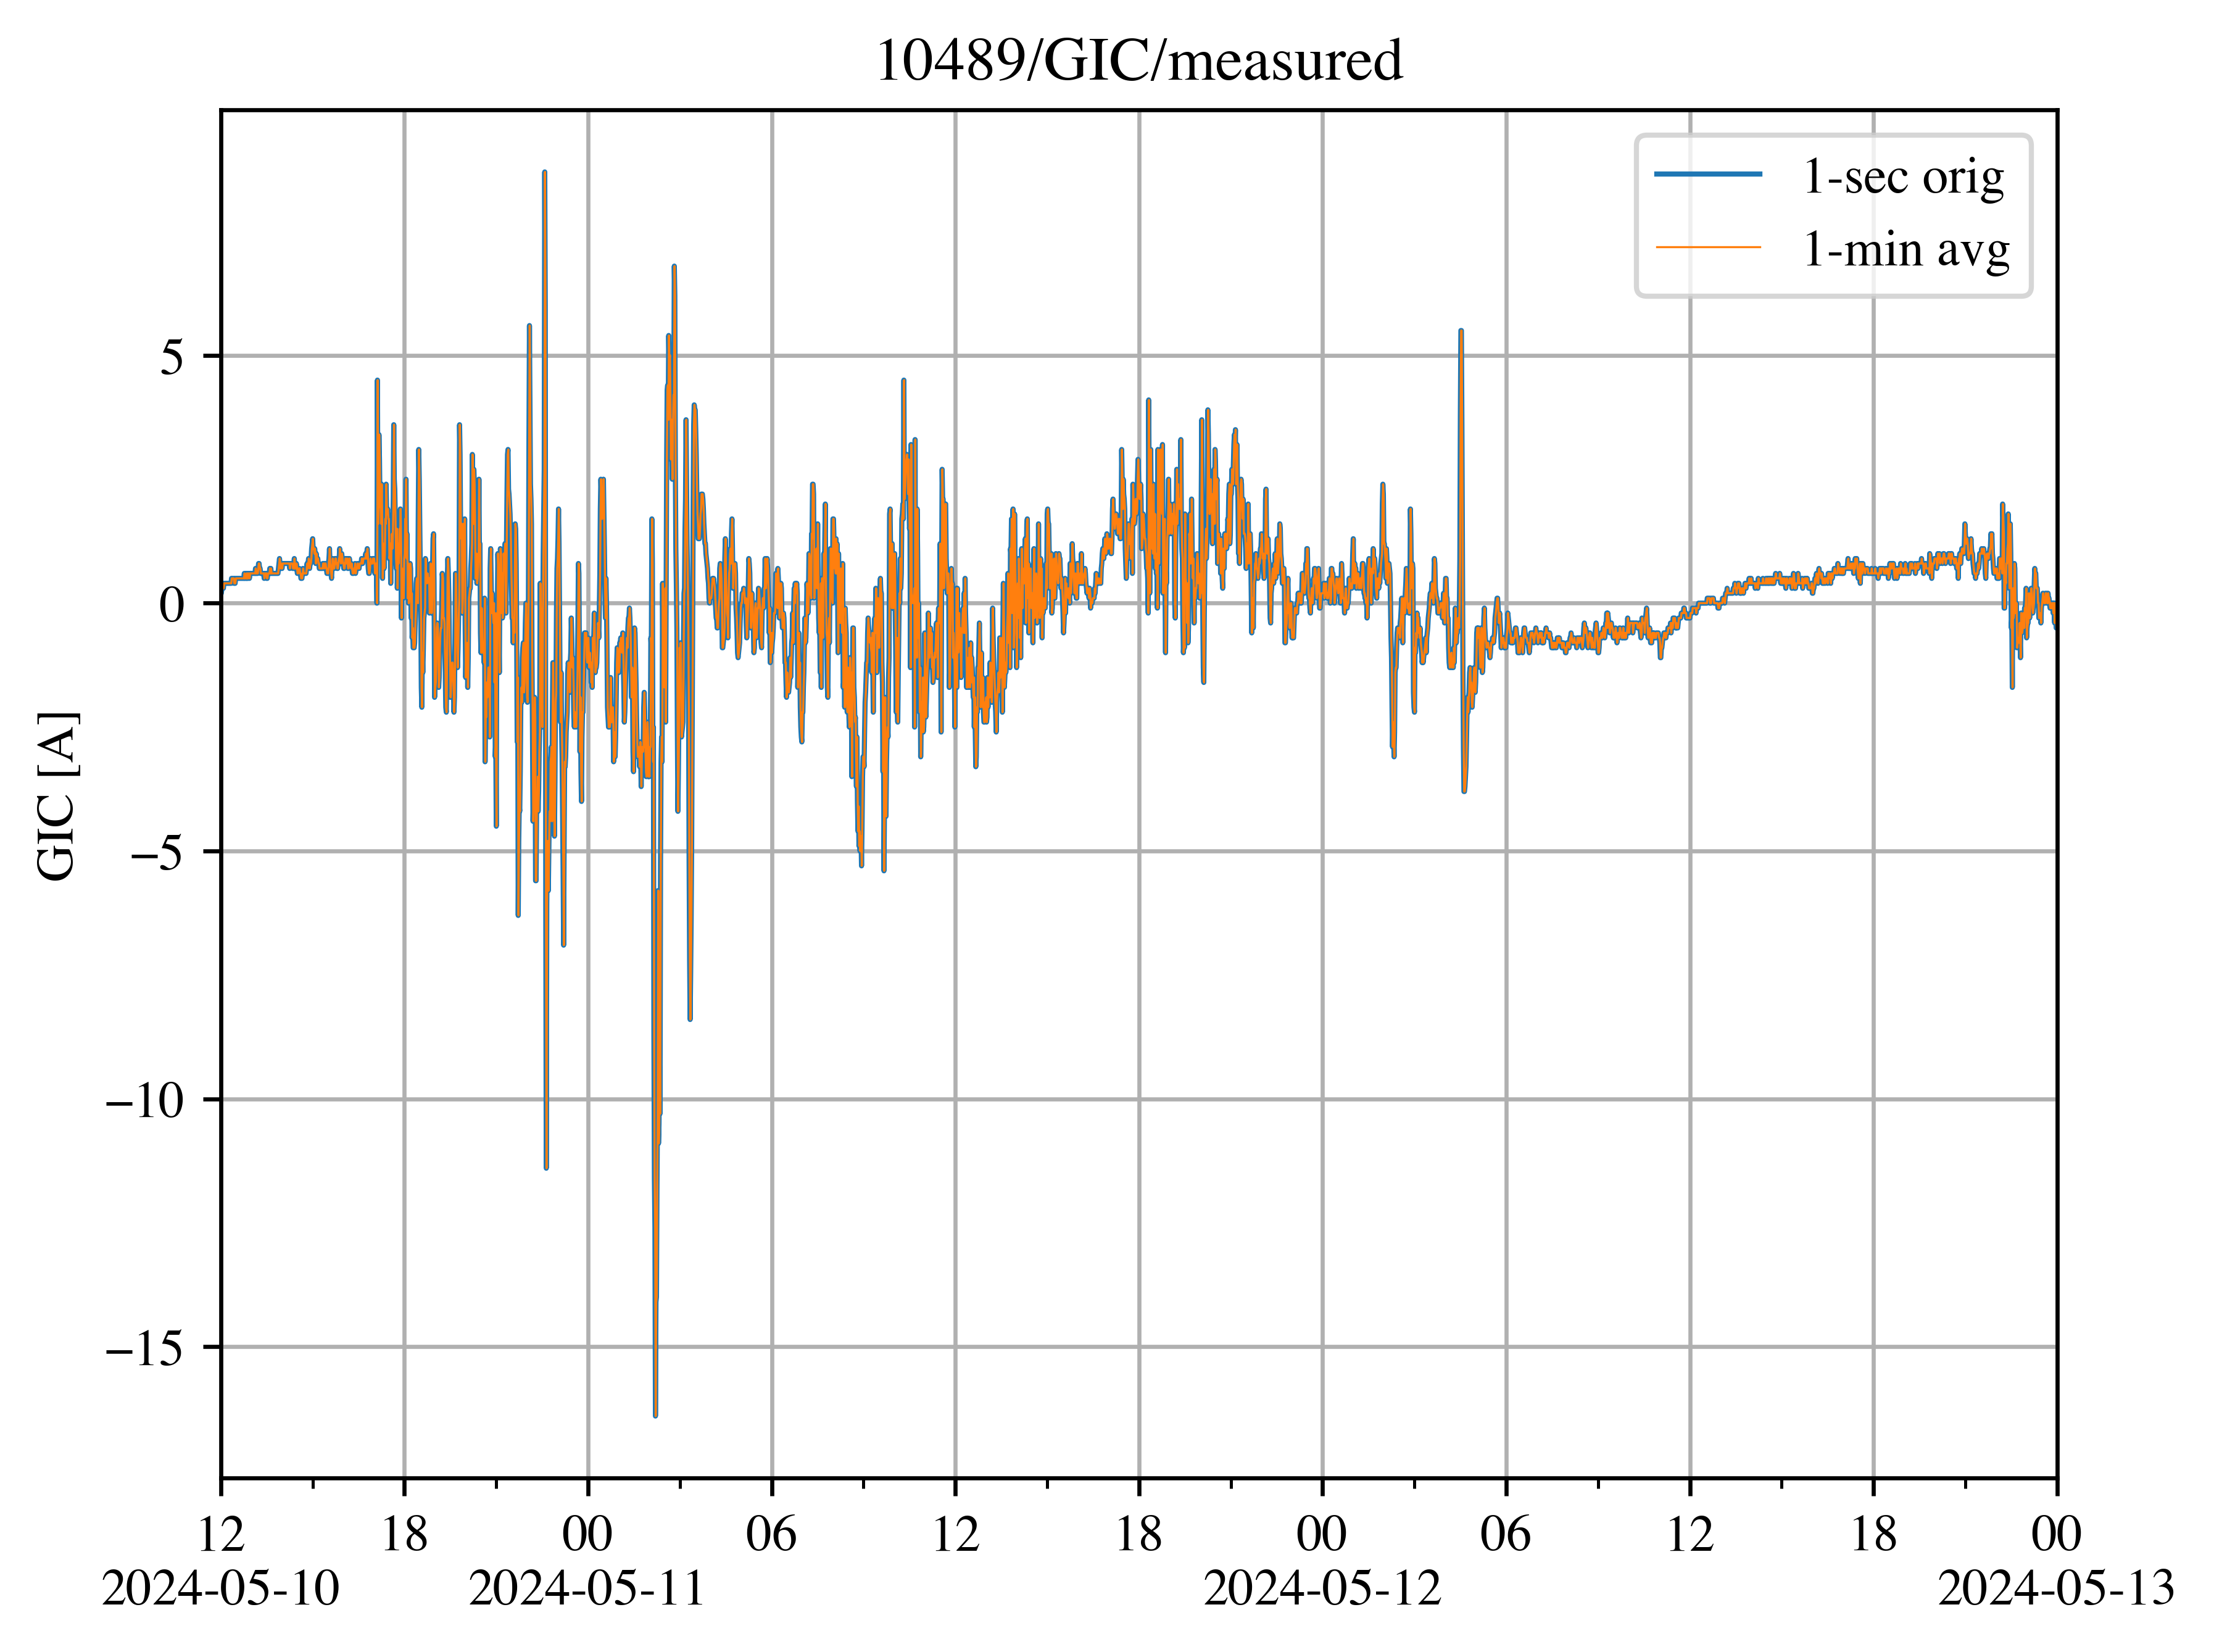 10489/GIC/measured
1-sec orig
1-min avg
GIC [A]
5
0
−5
−10
−15
12 18 00 06 12 18 00 06 12 18 00
2024-05-10 2024-05-11 2024-05-12 2024-05-13